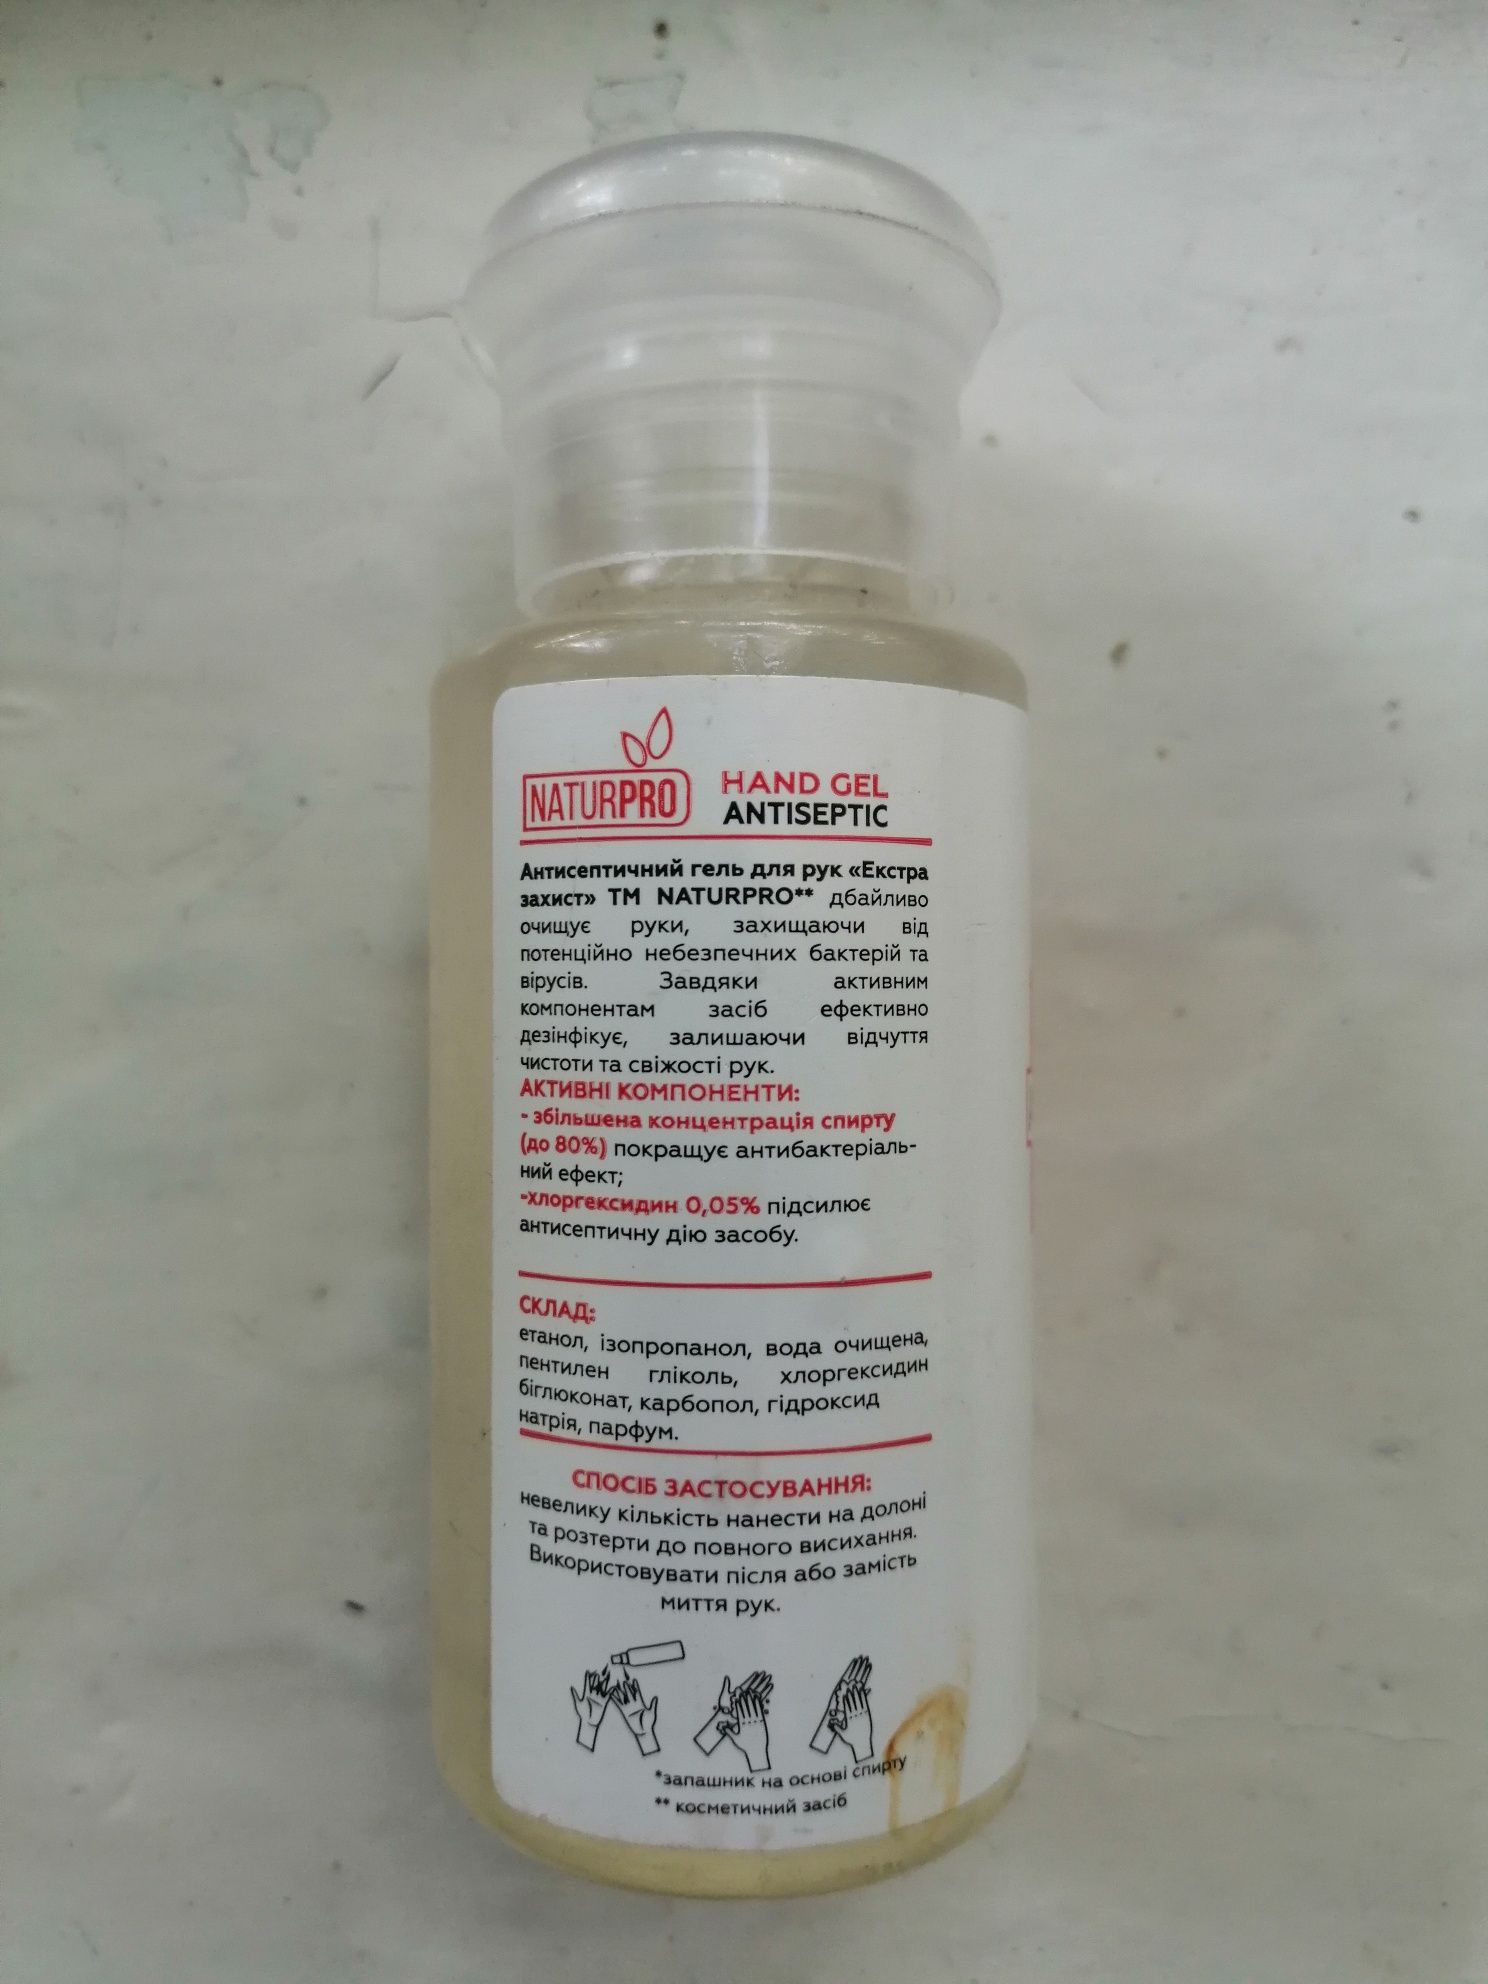 NATURPRO
HAND GEL
ANTISEPTIC
Антисептичний гель для рук «Екстра
захист» ТМ NATURPRO** дбайливо
очищує руки, захищаючи від
потенційно небезпечних бактерій та
вірусів. Завдяки активним
компонентам засіб ефективно
дезінфікує, залишаючи відчуття
чистоти та свіжості рук.
АКТИВНІ КОМПОНЕНТИ:
- збільшена концентрація спирту
(до 80%) покращує антибактеріаль-
ний ефект;
-хлоргексидин 0,05% підсилює
антисептичну дію засобу.
СКЛАД:
етанол, ізопропанол, вода очищена,
пентилен гліколь, хлоргексидин
біглюконат, карбопол, гідроксид
натрія, парфум.
СПОСІБ ЗАСТОСУВАННЯ:
невелику кількість нанести на долоні
та розтерти до повного висихання.
Використовувати після або замість
миття рук.
*запашник на основі спирту
** косметичний засіб